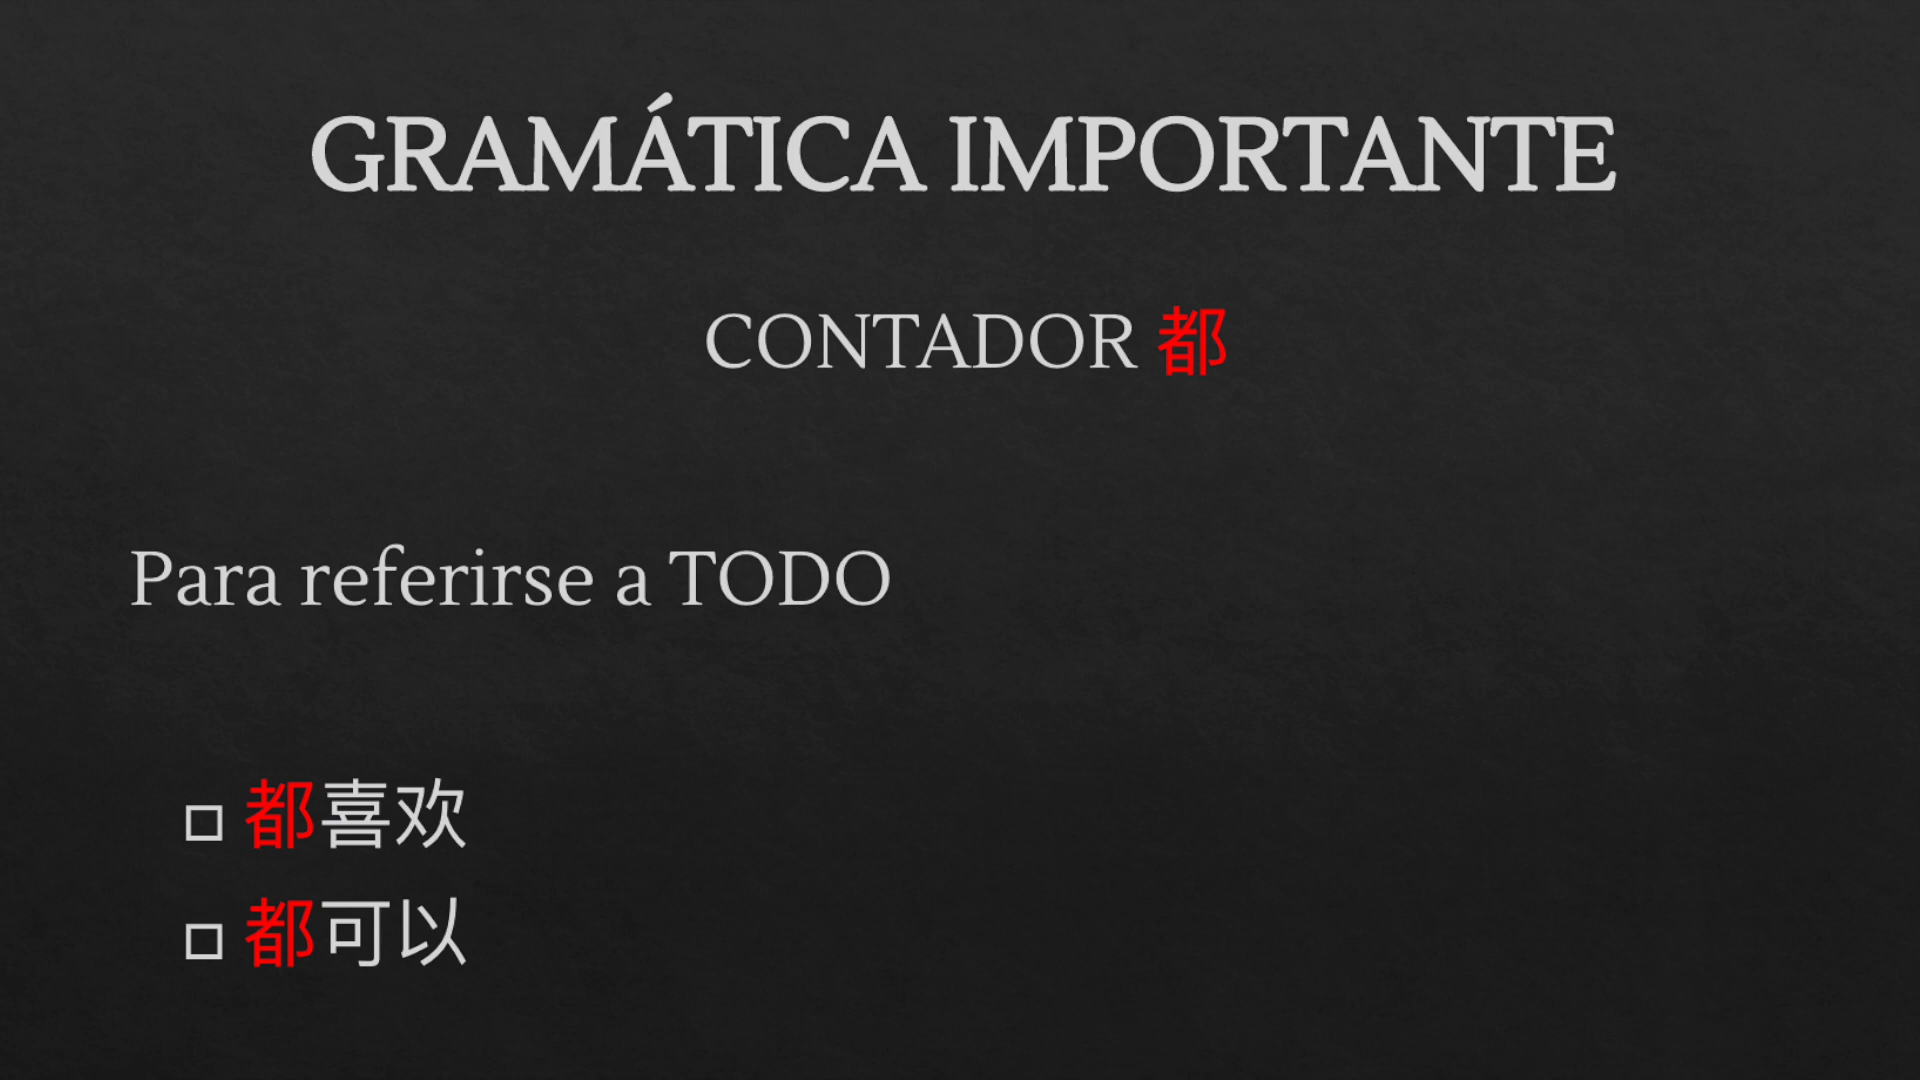 GRAMÁTICA IMPORTANTE
CONTADOR 都
Para referirse a TODO
都喜欢
都可以